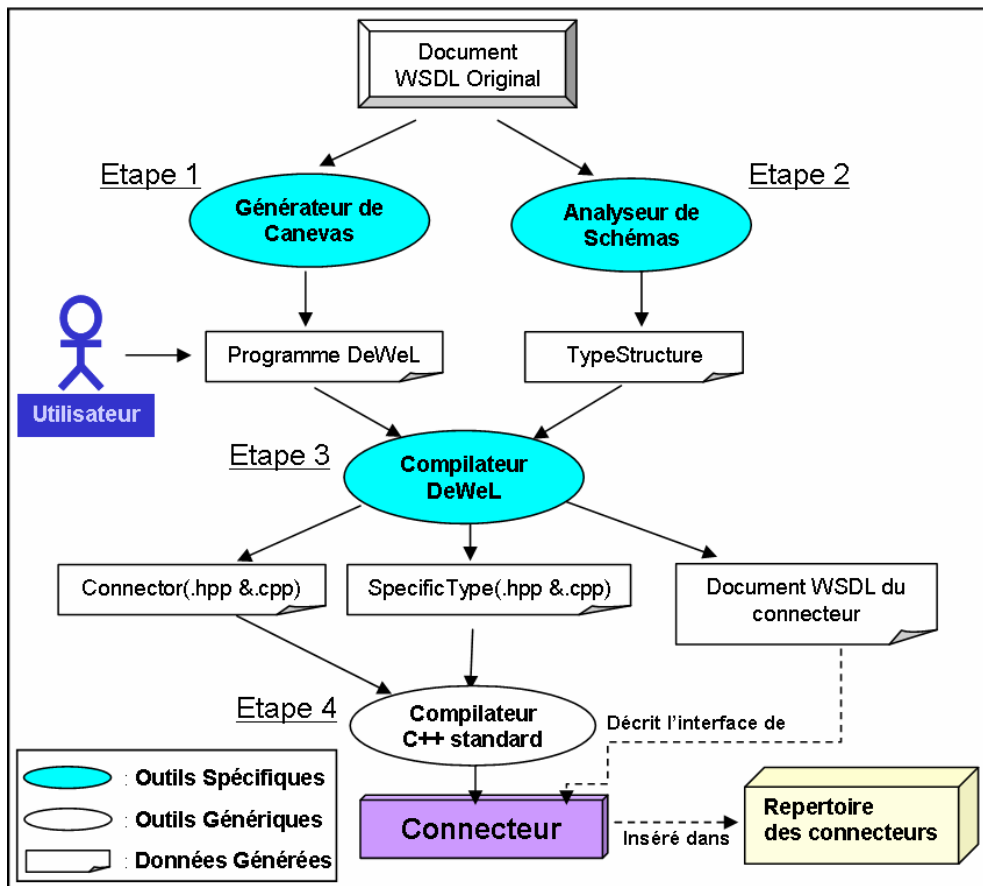 Document
WSDL Original
Etape 1
Etape 2
Générateur de
Canevas
Analyseur de
Schémas
Programme DeWeL
TypeStructure
Utilisateur
Etape 3
Compilateur
DeWeL
Connector(.hpp &.cpp)
SpecificType(.hpp &.cpp)
Document WSDL du
connecteur
Etape 4
Compilateur
C++ standard
Décrit l'interface de
: Outils Spécifiques
: Outils Génériques
: Données Générées
Connecteur
Inséré dans
Repertoire
des connecteurs